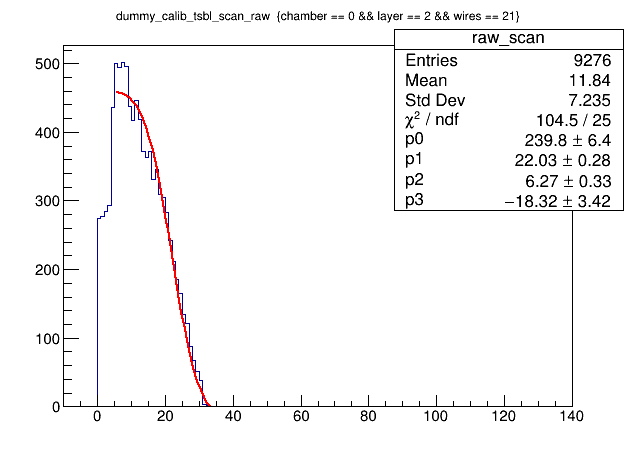 dummy_calib_tsbl_scan_raw {chamber == 0 && layer == 2 && wires == 21}
raw_scan
Entries 9276
Mean 11.84
Std Dev 7.235
χ² / ndf 104.5 / 25
p0 239.8 ± 6.4
p1 22.03 ± 0.28
p2 6.27 ± 0.33
p3 −18.32 ± 3.42
500
400
300
200
100
0
0 20 40 60 80 100 120 140